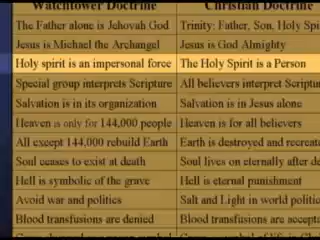 Watchtower Doctrine Christian Doctrine
The Father alone is Jehovah God Trinity: Father, Son, Holy Spi
Jesus is Michael the Archangel Jesus is God Almighty
Holy spirit is an impersonal force The Holy Spirit is a Person
Special group interprets Scripture All believers interpret Scriptu
Salvation is in its organization Salvation is in Jesus alone
Heaven is only for 144,000 people Heaven is for all believers
All except 144,000 rebuild Earth Earth is destroyed and recreate
Soul ceases to exist at death Soul lives on eternally after de
Hell is symbolic of the grave Hell is eternal punishment
Avoid war and politics Salt and Light in world politic
Blood transfusions are denied Blood transfusions are accepta